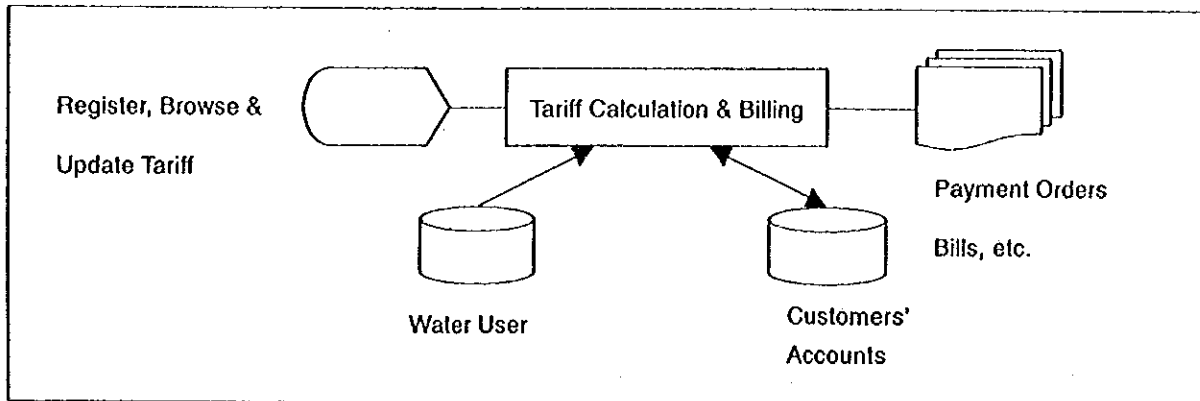 Register, Browse &
Update Tariff
Tariff Calculation & Billing
Payment Orders
Bills, etc.
Water User
Customers'
Accounts